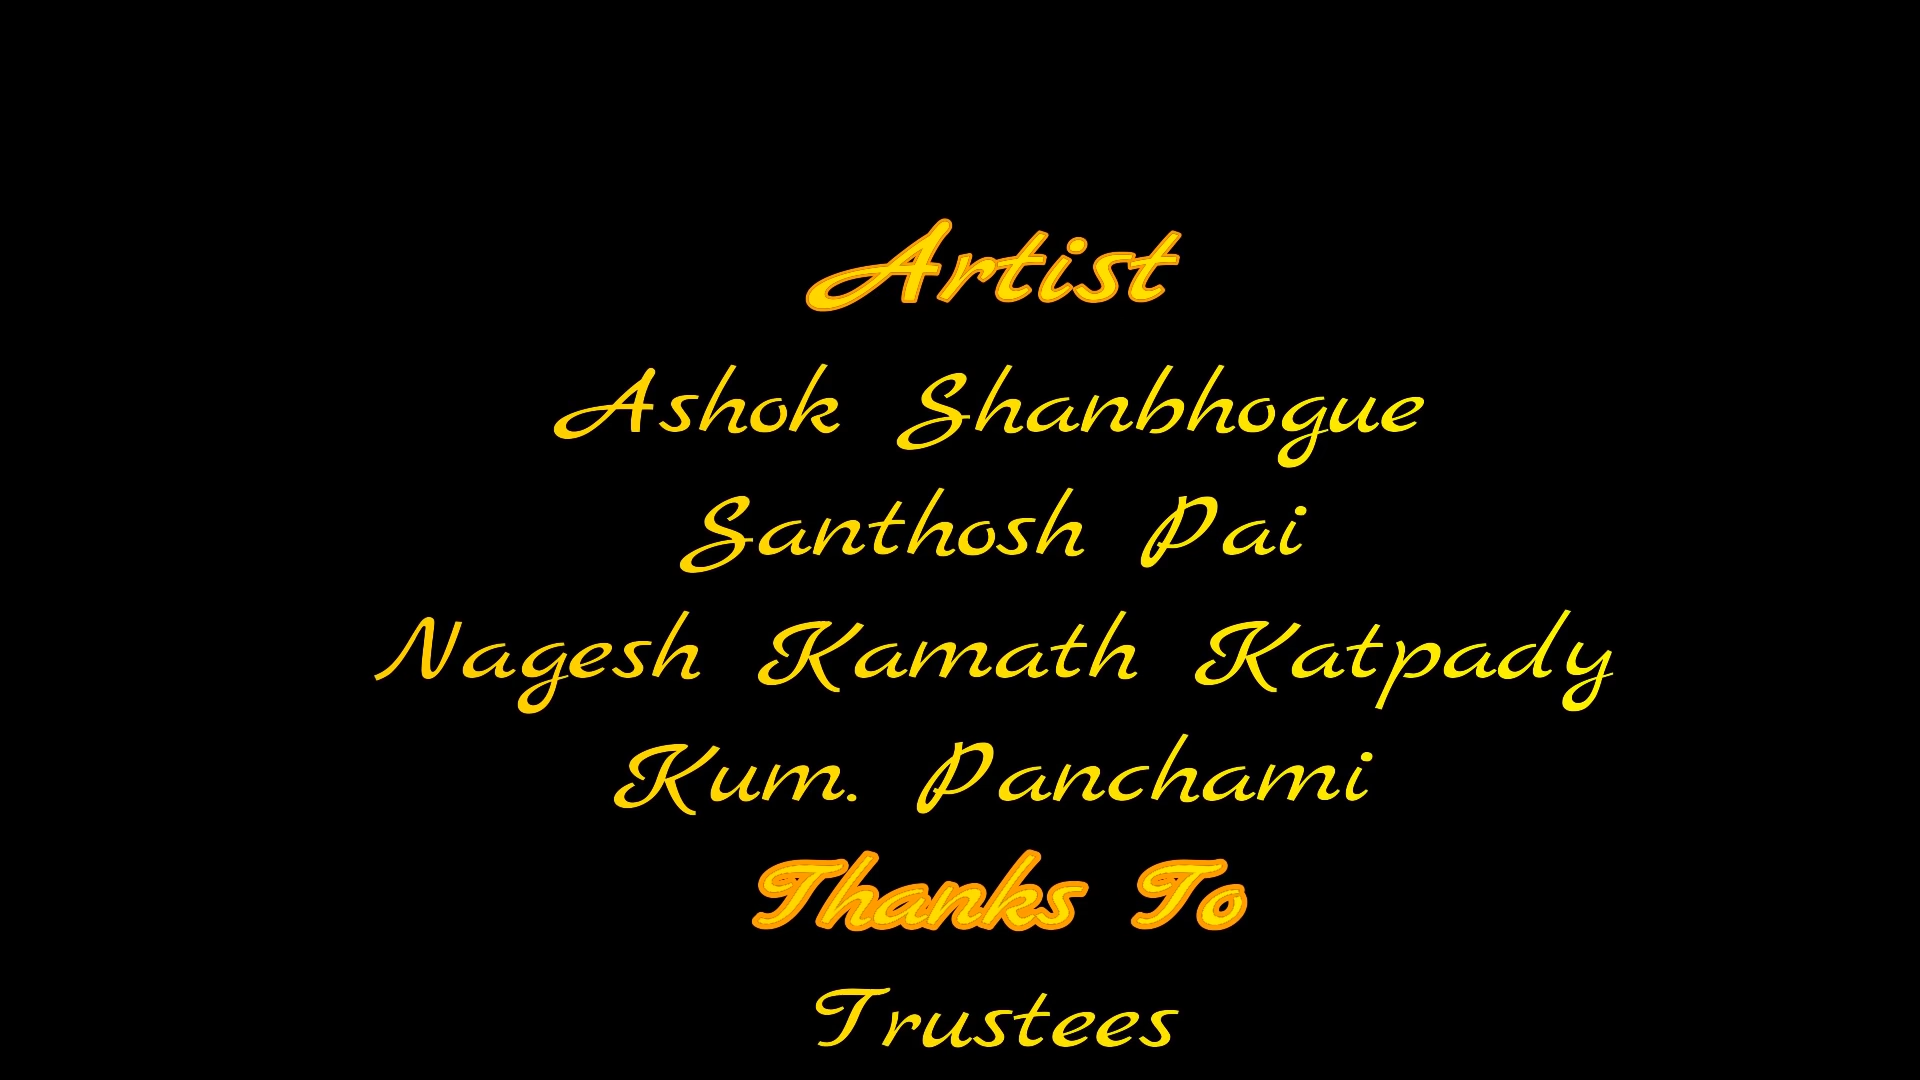 Artist
Ashok Shanbhogue
Santhosh Pai
Nagesh Kamath Katpady
Kum. Panchami
Thanks To
Trustees